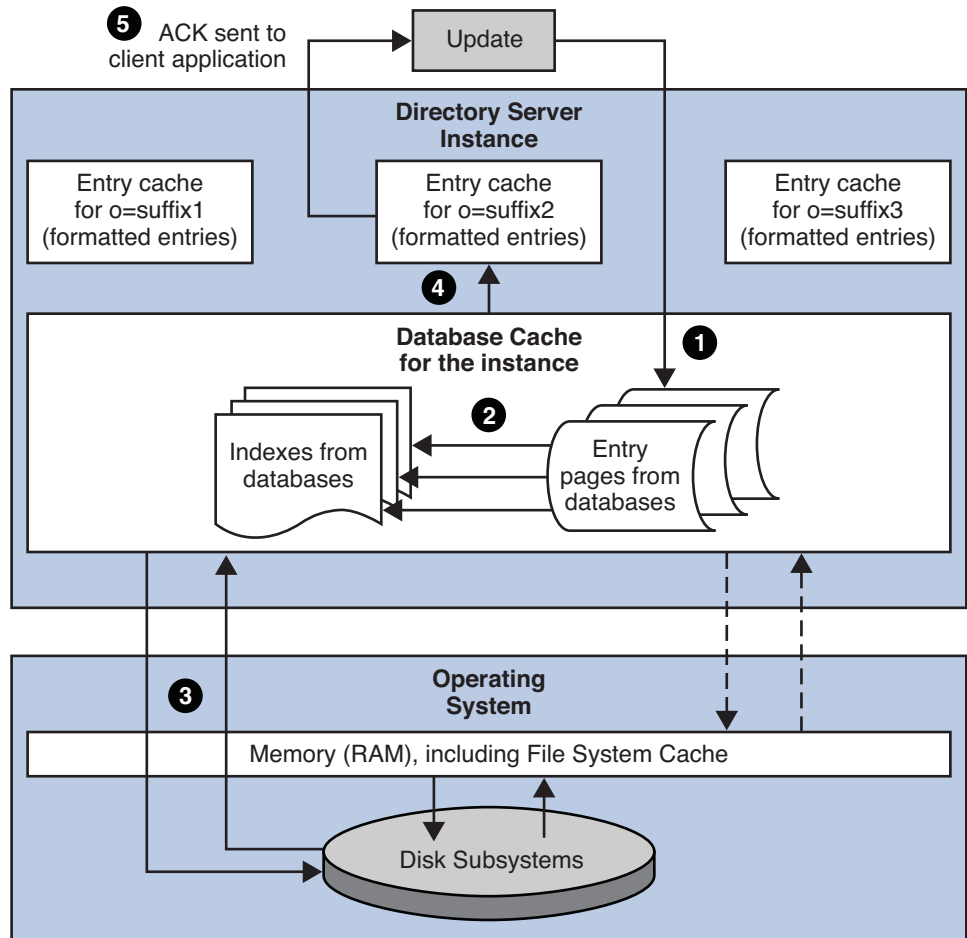 5 ACK sent to
client application
Update
Directory Server
Instance
Entry cache
for o=suffix1
(formatted entries)
Entry cache
for o=suffix2
(formatted entries)
Entry cache
for o=suffix3
(formatted entries)
4
Database Cache
for the instance
1
2
Indexes from
databases
Entry
pages from
databases
3
Operating
System
Memory (RAM), including File System Cache
Disk Subsystems